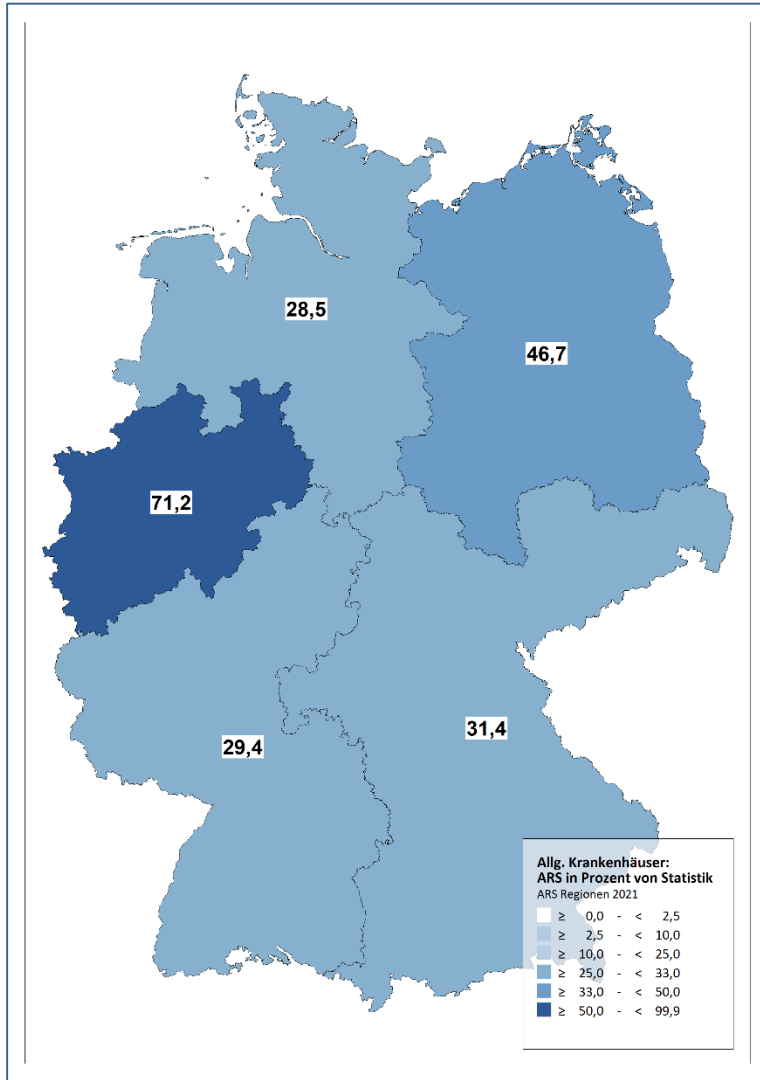 28,5
46,7
71,2
29,4
31,4
Allg. Krankenhäuser:
ARS in Prozent von Statistik
ARS Regionen 2021
≥ 0,0 - < 2,5
≥ 2,5 - < 10,0
≥ 10,0 - < 25,0
≥ 25,0 - < 33,0
≥ 33,0 - < 50,0
≥ 50,0 - < 99,9